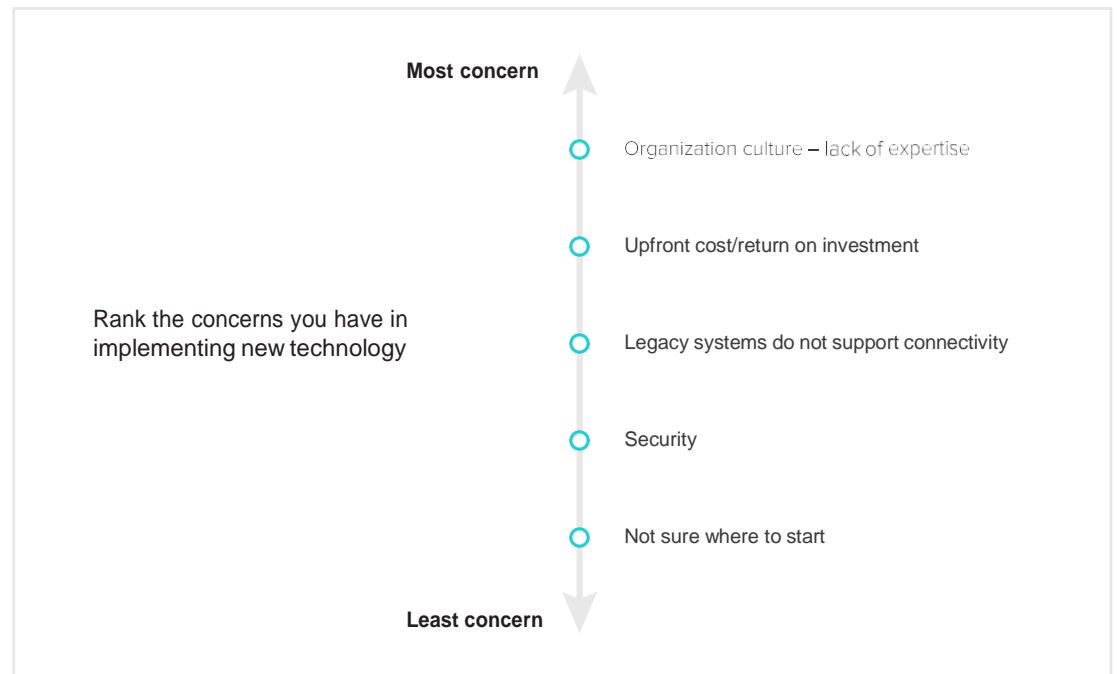 Most concern
Organization culture – lack of expertise
Upfront cost/return on investment
Rank the concerns you have in
implementing new technology
Legacy systems do not support connectivity
Security
Not sure where to start
Least concern